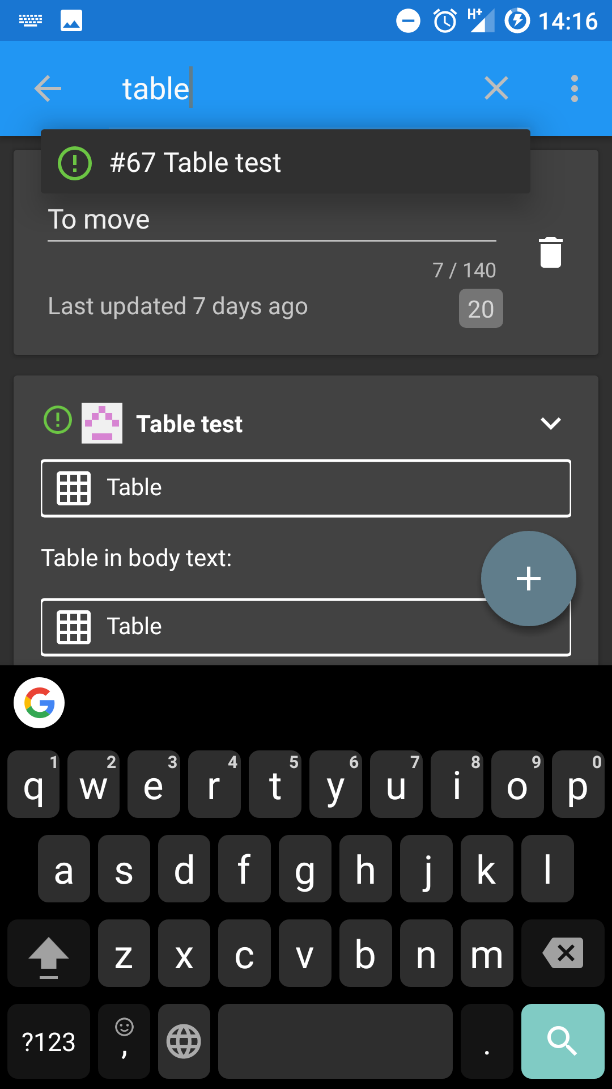 H+ 14:16
table
#67 Table test
To move
7 / 140
Last updated 7 days ago 20
Table test
Table
Table in body text:
+
Table
G
1 2 3 4 5 6 7 8 9 0
q w e r t y u i o p
a s d f g h j k l
z x c v b n m
?123 , .